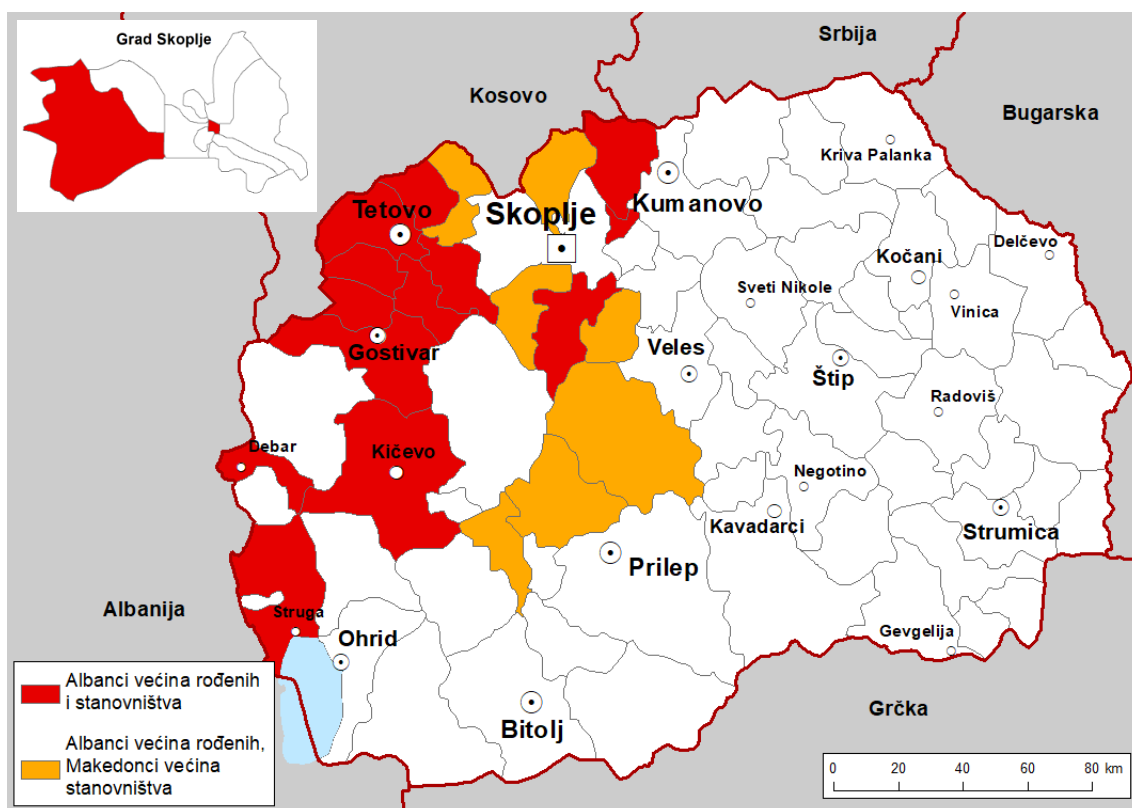 Grad Skoplje
Srbija
Kosovo
Bugarska
Kriva Palanka
Kumanovo
Tetovo
Skoplje
Delčevo
Kočani
Sveti Nikole
Vinica
Gostivar
Veles
Štip
Radoviš
Debar
Kičevo
Negotino
Kavadarci
Strumica
Prilep
Albanija
Struga
Ohrid
Gevgelija
Bitolj
Grčka
Albanci većina rođenih
i stanovništva
Albanci većina rođenih,
Makedonci većina
stanovništva
0 20 40 60 80 km